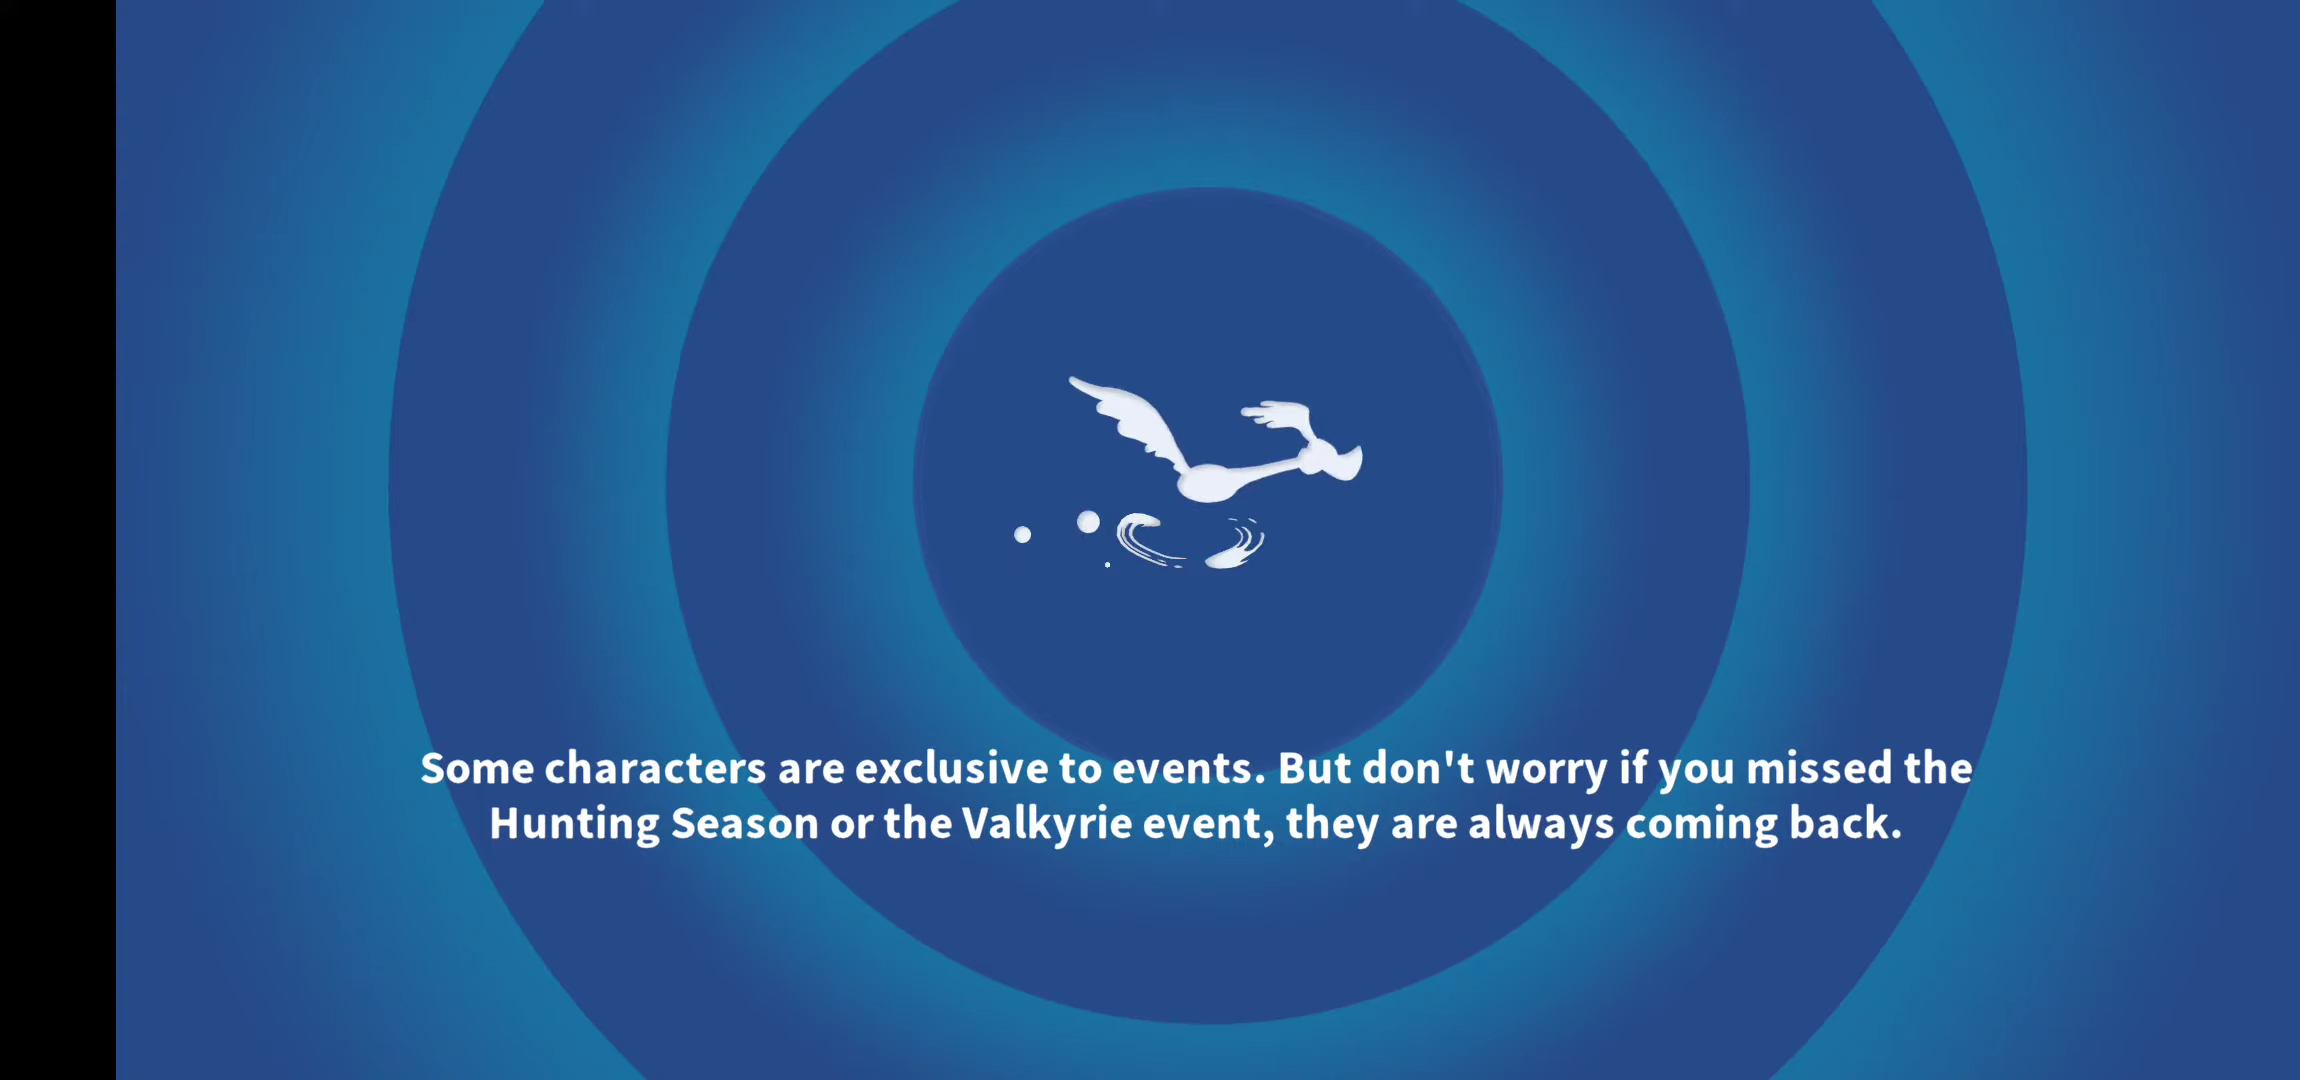 Some characters are exclusive to events. But don't worry if you missed the
Hunting Season or the Valkyrie event, they are always coming back.